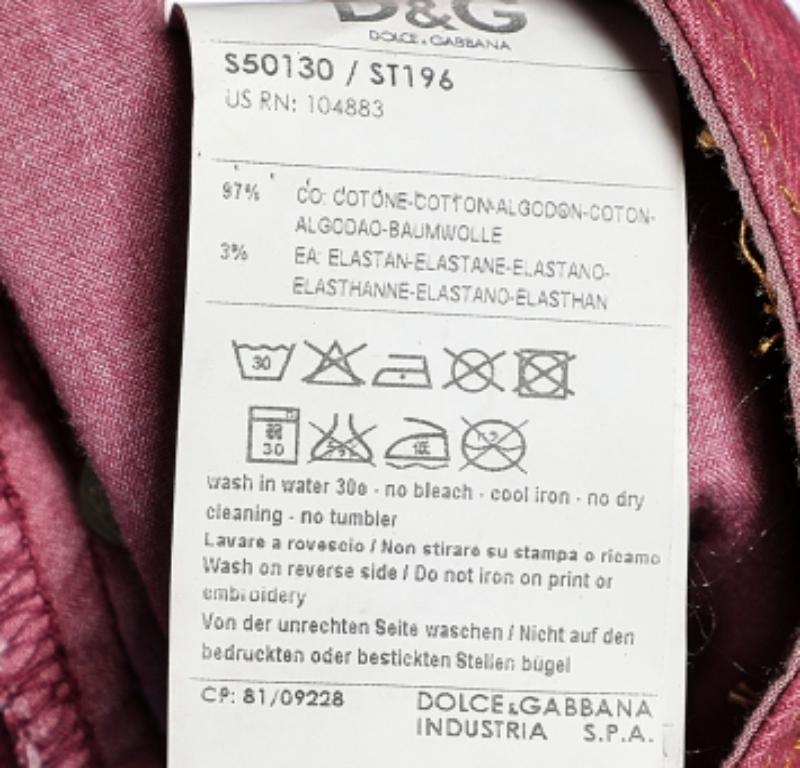 D&G
DOLCE & GABBANA
S50130 / ST196
US RN: 104883
97% CO: COTONE-COTTON-ALGODON-COTON-
ALGODAO-BAUMWOLLE
3% EA: ELASTAN-ELASTANE-ELASTANO-
ELASTHANNE-ELASTANO-ELASTHAN
30
30 低
wash in water 30e - no bleach - cool iron - no dry
cleaning - no tumbler
Lavare a rovescio / Non stirare su stampa o ricamo
Wash on reverse side / Do not iron on print or
embroidery
Von der unrechten Seite waschen / Nicht auf den
bedruckten oder bestickten Stellen bügel
CP: 81/09228 DOLCE & GABBANA
INDUSTRIA S.P.A.